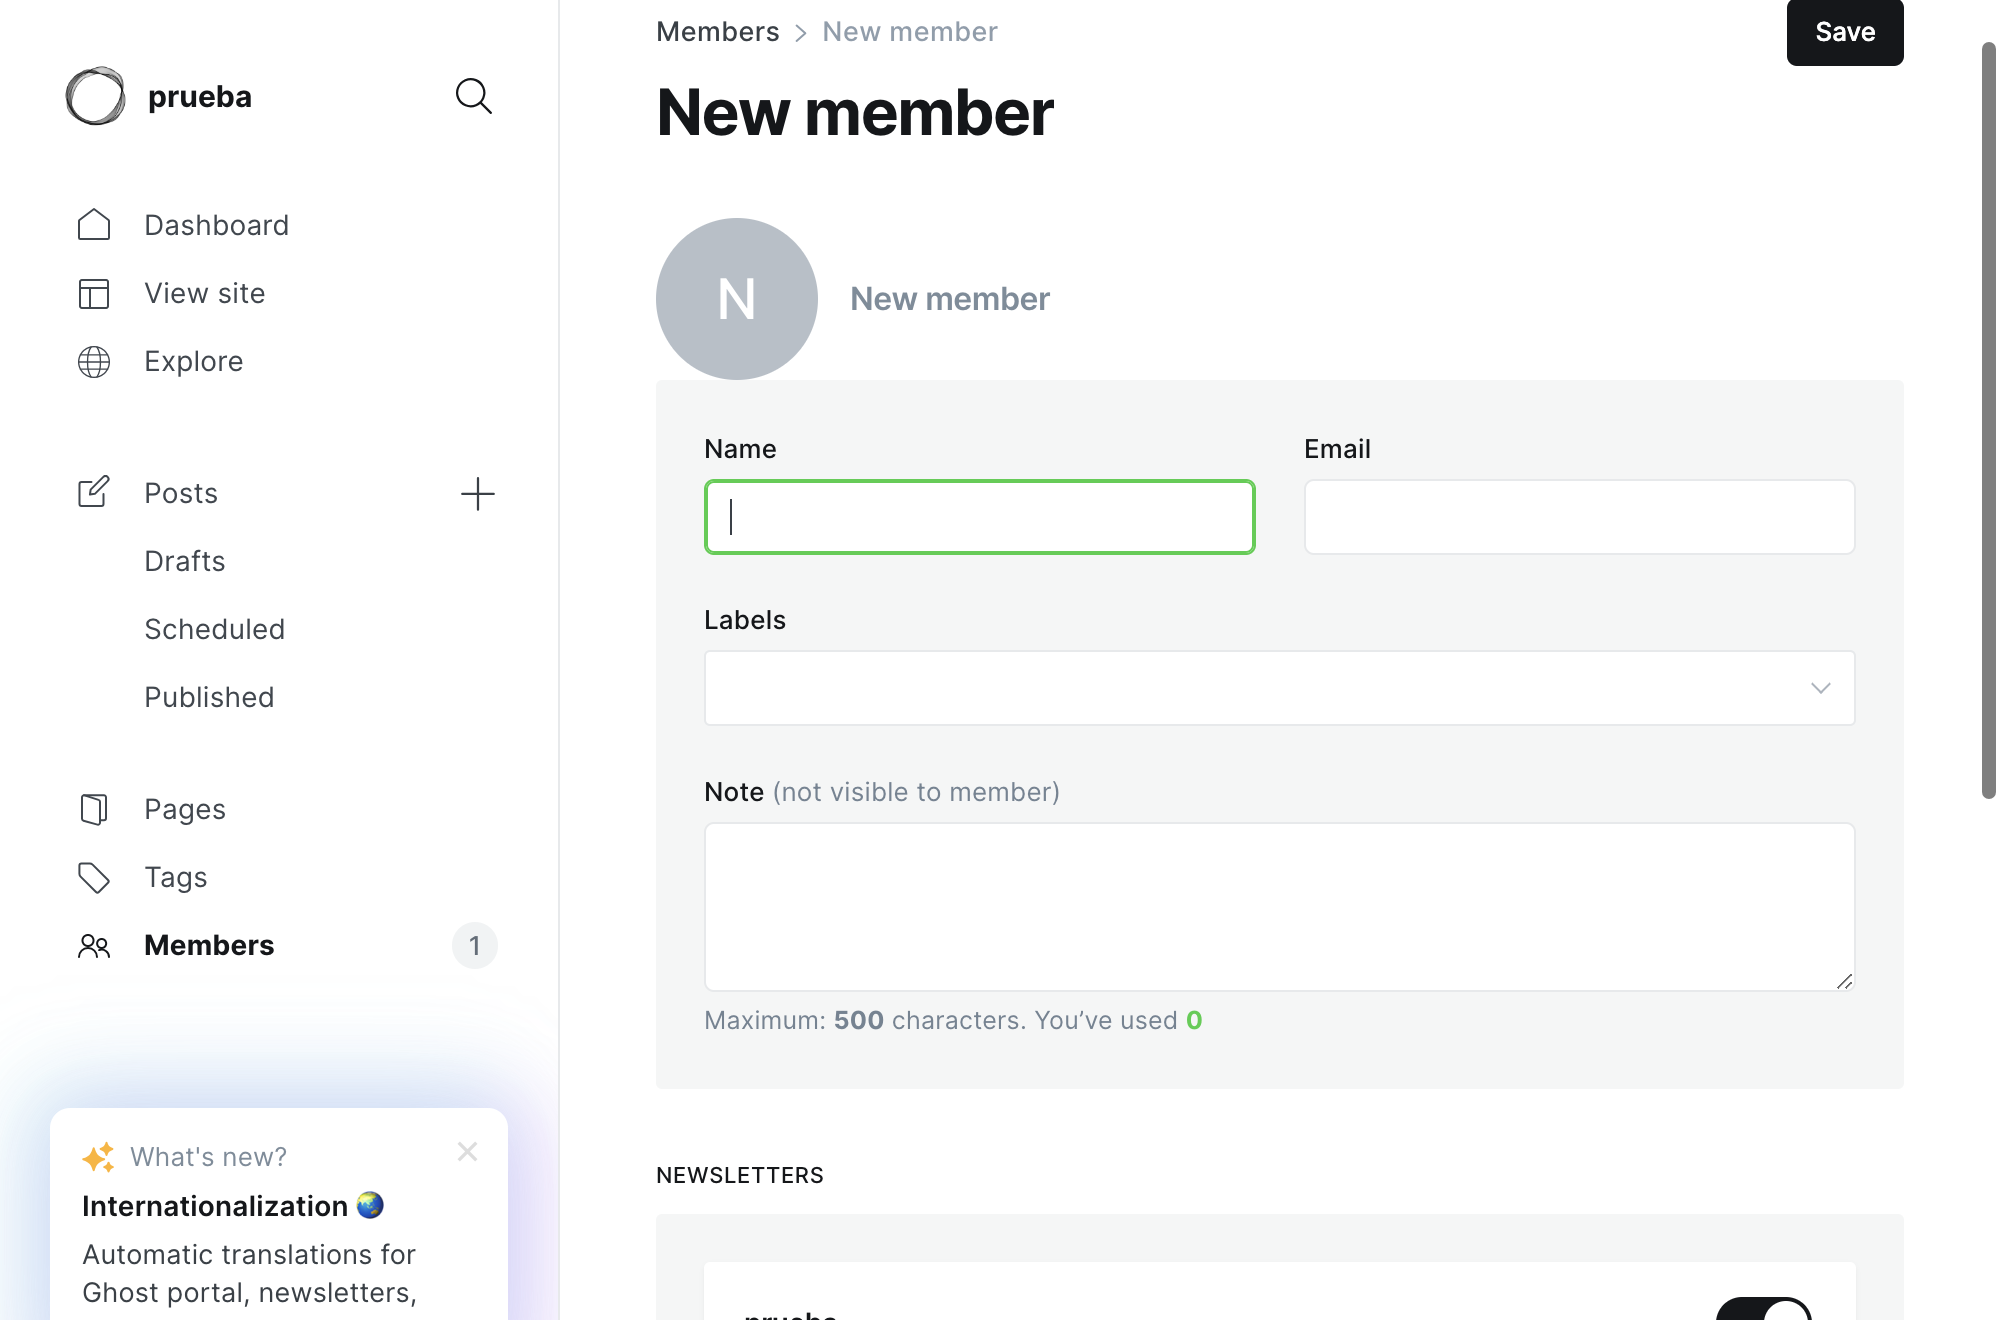 prueba
Dashboard
View site
Explore
Posts
Drafts
Scheduled
Published
Pages
Tags
Members
1
What's new?
Internationalization
Automatic translations for
Ghost portal, newsletters,
Members > New member
Save
New member
N
New member
Name
Email
Labels
Note (not visible to member)
Maximum: 500 characters. You’ve used 0
NEWSLETTERS
prueba